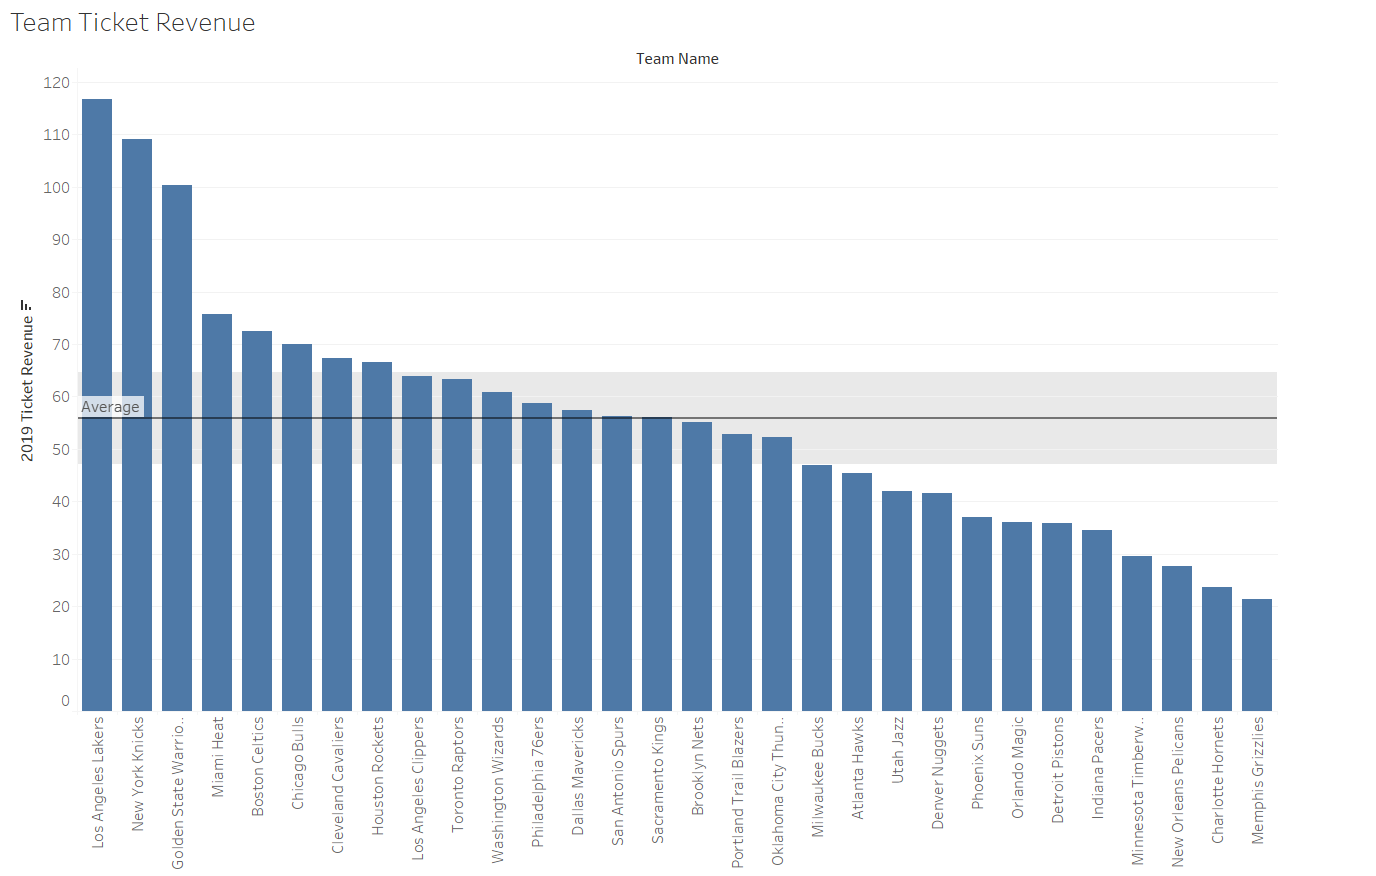 Team Ticket Revenue
Team Name
2019 Ticket Revenue
120
110
100
90
80
70
60
50
40
30
20
10
0
Average
Los Angeles Lakers
New York Knicks
Golden State Warrio..
Miami Heat
Boston Celtics
Chicago Bulls
Cleveland Cavaliers
Houston Rockets
Los Angeles Clippers
Toronto Raptors
Washington Wizards
Philadelphia 76ers
Dallas Mavericks
San Antonio Spurs
Sacramento Kings
Brooklyn Nets
Portland Trail Blazers
Oklahoma City Thun..
Milwaukee Bucks
Atlanta Hawks
Utah Jazz
Denver Nuggets
Phoenix Suns
Orlando Magic
Detroit Pistons
Indiana Pacers
Minnesota Timberw..
New Orleans Pelicans
Charlotte Hornets
Memphis Grizzlies